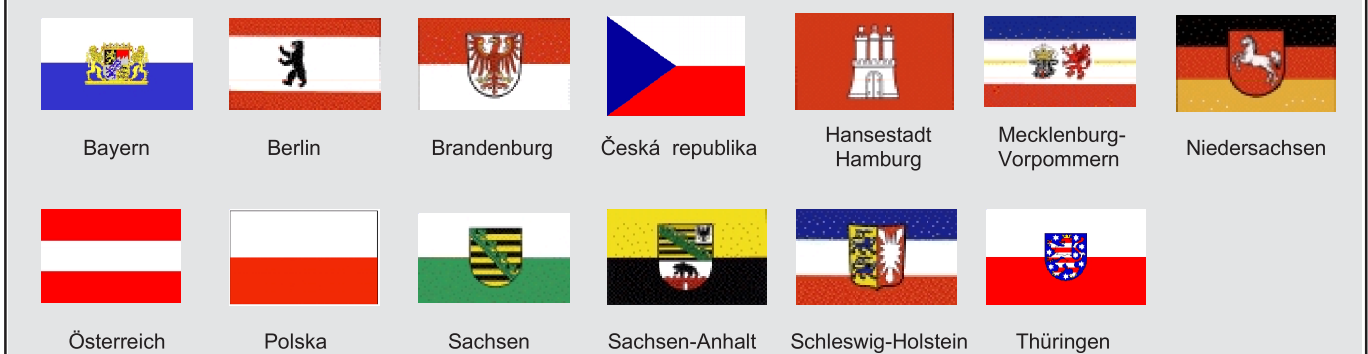 Bayern
Berlin
Brandenburg
Česká republika
Hansestadt
Hamburg
Mecklenburg-
Vorpommern
Niedersachsen
Österreich
Polska
Sachsen
Sachsen-Anhalt
Schleswig-Holstein
Thüringen